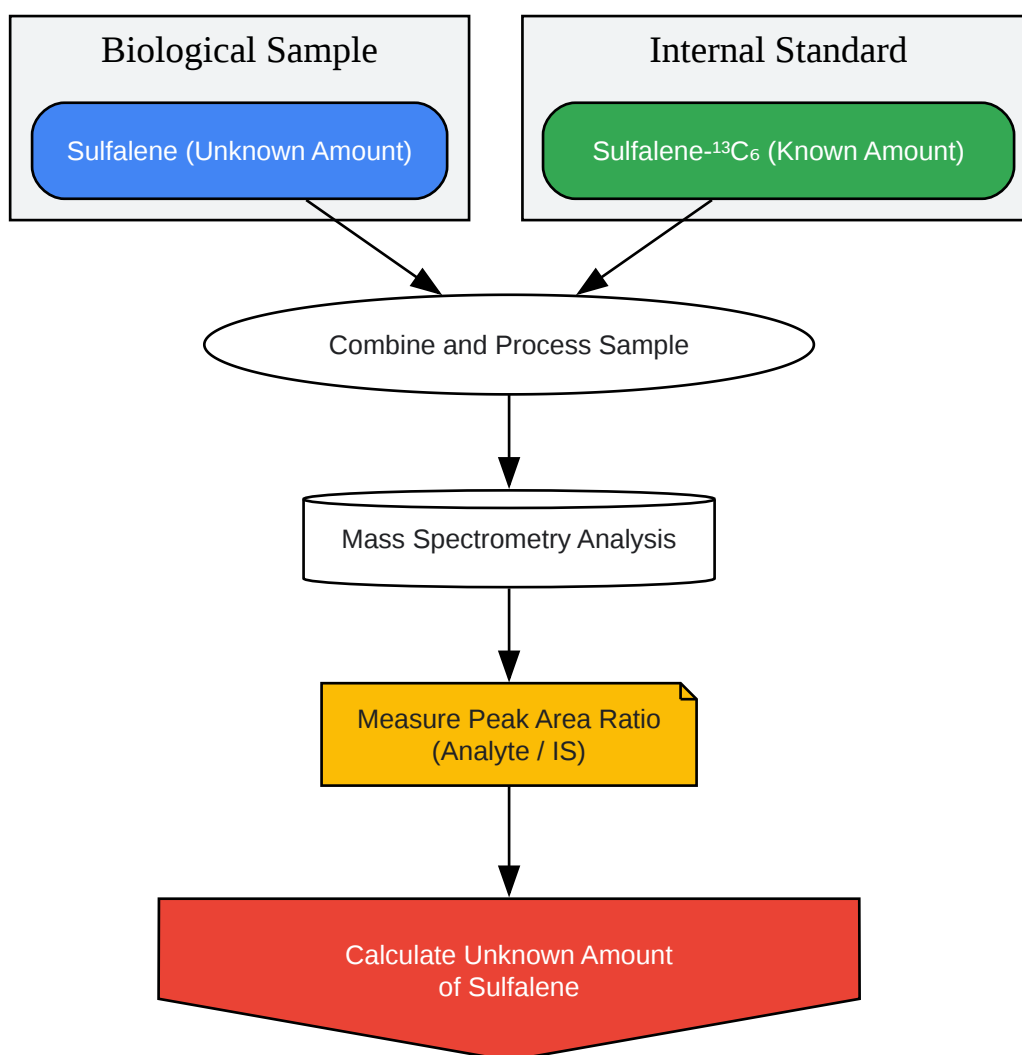 Biological Sample
Internal Standard
Sulfalene (Unknown Amount)
Sulfalene-¹³C₆ (Known Amount)
Combine and Process Sample
Mass Spectrometry Analysis
Measure Peak Area Ratio
(Analyte / IS)
Calculate Unknown Amount
of Sulfalene